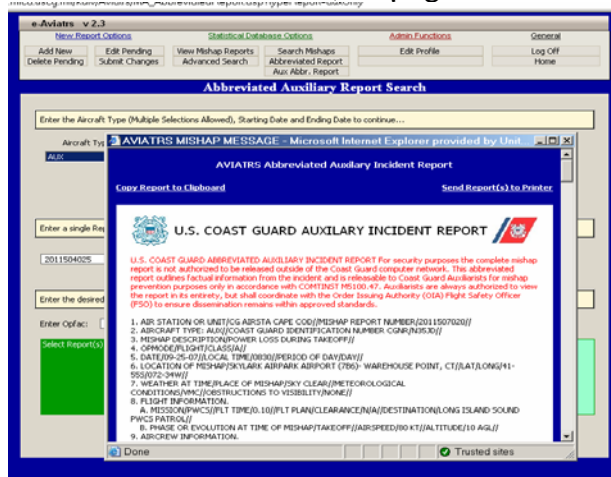 e-Aviatrs v 2.3
New Report Options Statistical Database Options Admin Functions General
Add New Edit Pending View Mishap Reports Search Mishaps Edit Profile Log Off
Delete Pending Submit Changes Advanced Search Abbreviated Report Home
Aux Abbr. Report
Abbreviated Auxiliary Report Search
Enter the Aircraft Type (Multiple Selections Allowed), Starting Date and Ending Date to continue...
Aircraft Ty
AUX
AVIATRS MISHAP MESSAGE - Microsoft Internet Explorer provided by Unit...
AVIATRS Abbreviated Auxilary Incident Report
Copy Report to Clipboard Send Report(s) to Printer
Enter a single Re
2011504025
Enter the desired
Enter Opfac:
Select Report(s)
U.S. COAST GUARD AUXILARY INCIDENT REPORT
U.S. COAST GUARD ABBREVIATED AUXILIARY INCIDENT REPORT For security purposes the complete mishap
report is not authorized to be released outside of the Coast Guard computer network. This abbreviated
report outlines factual information from the incident and is releasable to Coast Guard Auxiliarists for mishap
prevention purposes only in accordance with COMTINST M5100.47. Auxiliarists are always authorized to view
the report in its entirety, but shall coordinate with the Order Issuing Authority (OIA) Flight Safety Officer
(FSO) to ensure dissemination remains within approved standards.
1. AIR STATION OR UNIT/CG AIRSTA CAPE COD//MISHAP REPORT NUMBER/2011507020//
2. AIRCRAFT TYPE: AUX//COAST GUARD IDENTIFICATION NUMBER CGNR/N35JD//
3. MISHAP DESCRIPTION/POWER LOSS DURING TAKEOFF//
4. OPMODE/FLIGHT/CLASS/A//
5. DATE/09-25-07//LOCAL TIME/0830//PERIOD OF DAY/DAY//
6. LOCATION OF MISHAP/SKYLARK AIRPARK AIRPORT (7B6)- WAREHOUSE POINT, CT//LAT/LONG/41-
55S/072-34W//
7. WEATHER AT TIME/PLACE OF MISHAP/SKY CLEAR//METEOROLOGICAL
CONDITIONS/VMC//OBSTRUCTIONS TO VISIBILITY/NONE//
8. FLIGHT INFORMATION.
A. MISSION/PWCS//FLT TIME/0.10//FLT PLAN/CLEARANCE/N/A//DESTINATION/LONG ISLAND SOUND
PWCS PATROL//
B. PHASE OR EVOLUTION AT TIME OF MISHAP/TAKEOFF//AIRSPEED/80 KT//ALTITUDE/10 AGL//
9. AIRCREW INFORMATION.
Done Trusted sites